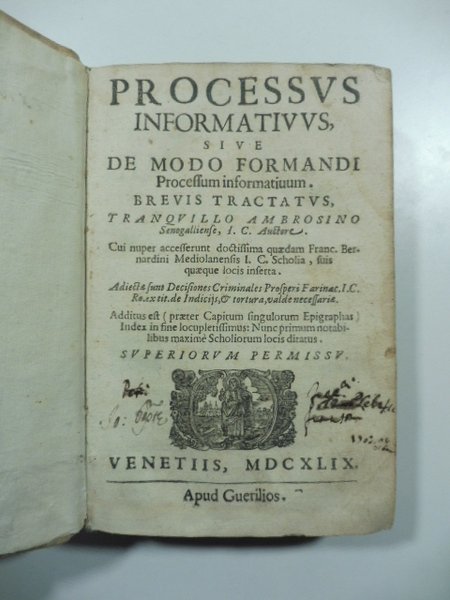 PROCESSVS
INFORMATIVVS,
SIVE
DE MODO FORMANDI
Proceſſum informatiuum.
BREVIS TRACTATVS,
TRANQVILLO AMBROSINO
Senogallienſe, I. C. Auctore.
Cui nuper acceſſerunt doctiſſima quædam Franc. Ber-
nardini Mediolanenſis I. C. Scholia, ſuis
quæque locis inſerta.
Adiectæ ſunt Deciſiones Criminales Proſperi Farinac. I.C.
Ro. ex tit. de Indicijs, & tortura, valde neceſſariæ.
Additus eſt (præter Capitum ſingulorum Epigraphas)
Index in fine locupletiſſimus: Nunc primum notabi-
libus maximè Scholiorum locis ditatus.
SVPERIORVM PERMISSV.
VENETIIS, MDCXLIX.
Apud Guerilios.